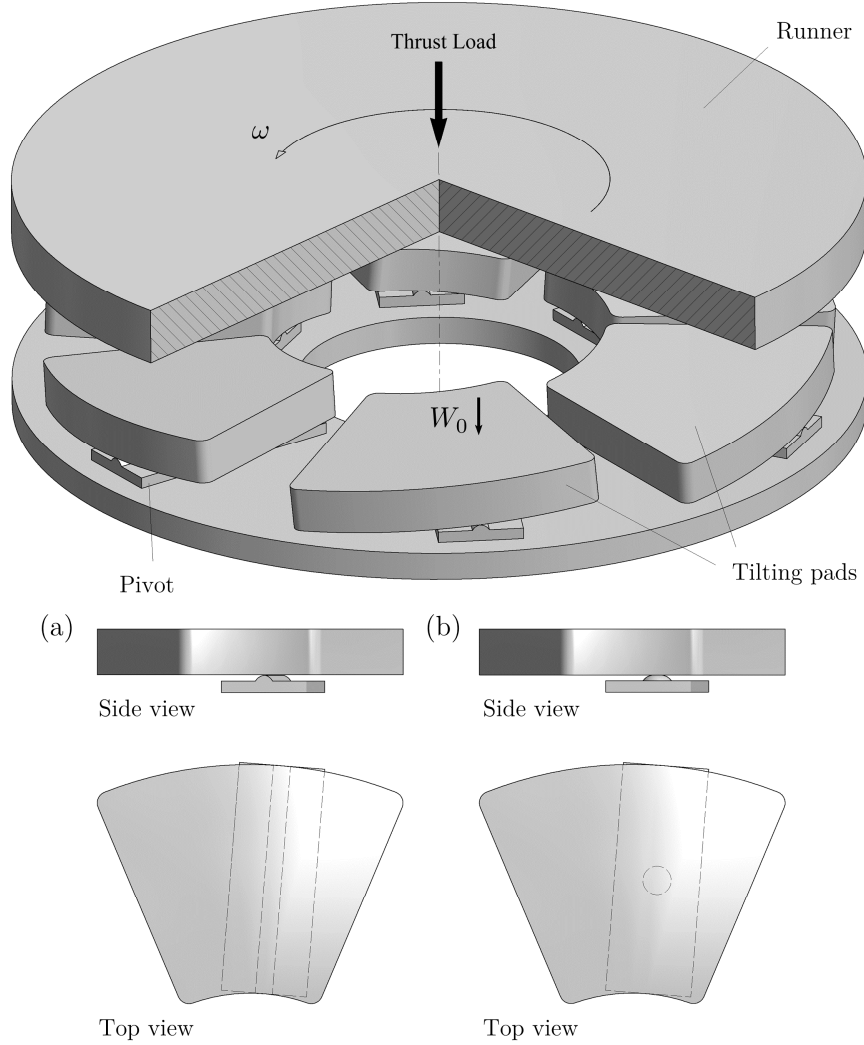 Runner
Thrust Load
ω
W₀
Pivot
Tilting pads
(a)
(b)
Side view
Side view
Top view
Top view